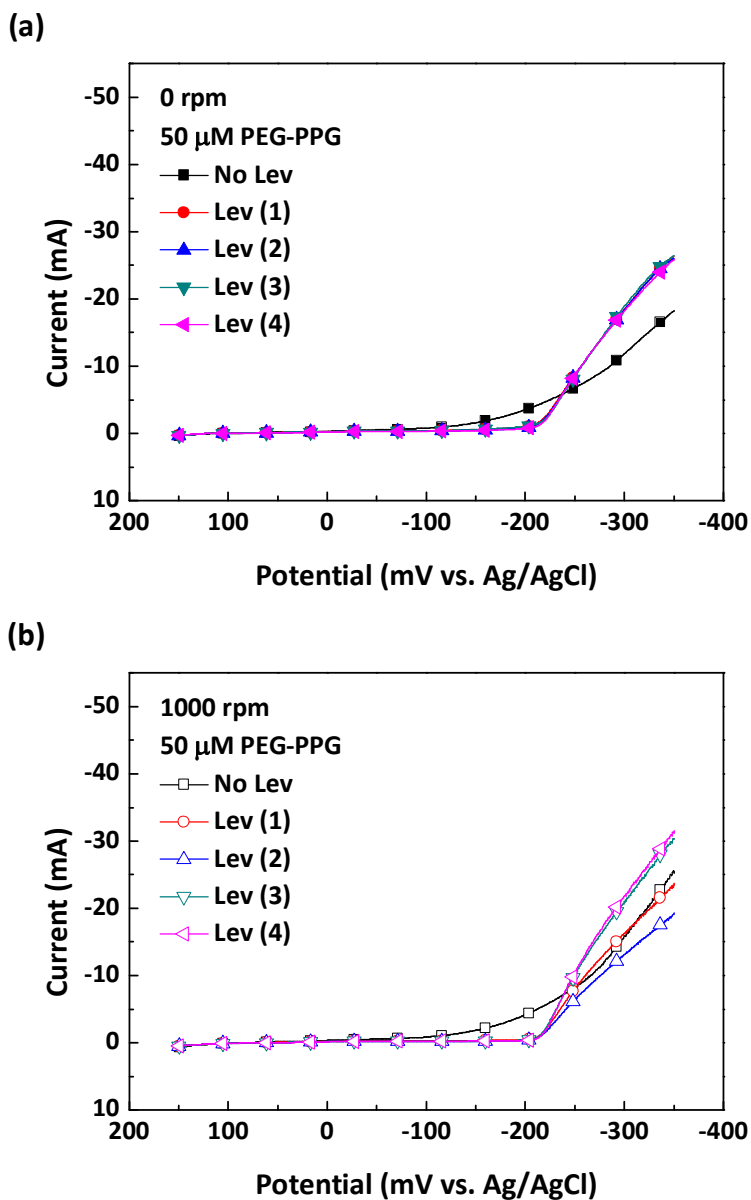 (a)
-50
-40
-30
-20
-10
0
10
0 rpm
50 μM PEG-PPG
No Lev
Lev (1)
Lev (2)
Lev (3)
Lev (4)
Current (mA)
200 100 0 -100 -200 -300 -400
Potential (mV vs. Ag/AgCl)
(b)
-50
-40
-30
-20
-10
0
10
1000 rpm
50 μM PEG-PPG
No Lev
Lev (1)
Lev (2)
Lev (3)
Lev (4)
Current (mA)
200 100 0 -100 -200 -300 -400
Potential (mV vs. Ag/AgCl)